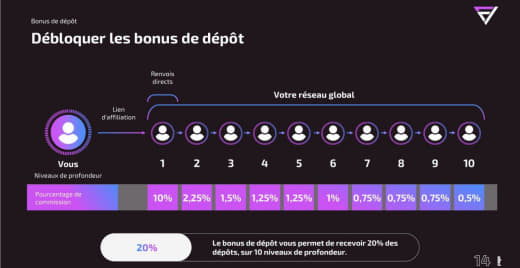 Bonus de dépôt
Débloquer les bonus de dépôt
Renvois
directs
Votre réseau global
Lien
d'affiliation
Vous
1 2 3 4 5 6 7 8 9 10
Niveaux de profondeur
Pourcentage de
commission
10% 2,25% 1,5% 1,25% 1,25% 1% 0,75% 0,75% 0,75% 0,5%
20%
Le bonus de dépôt vous permet de recevoir 20% des
dépôts, sur 10 niveaux de profondeur.
14